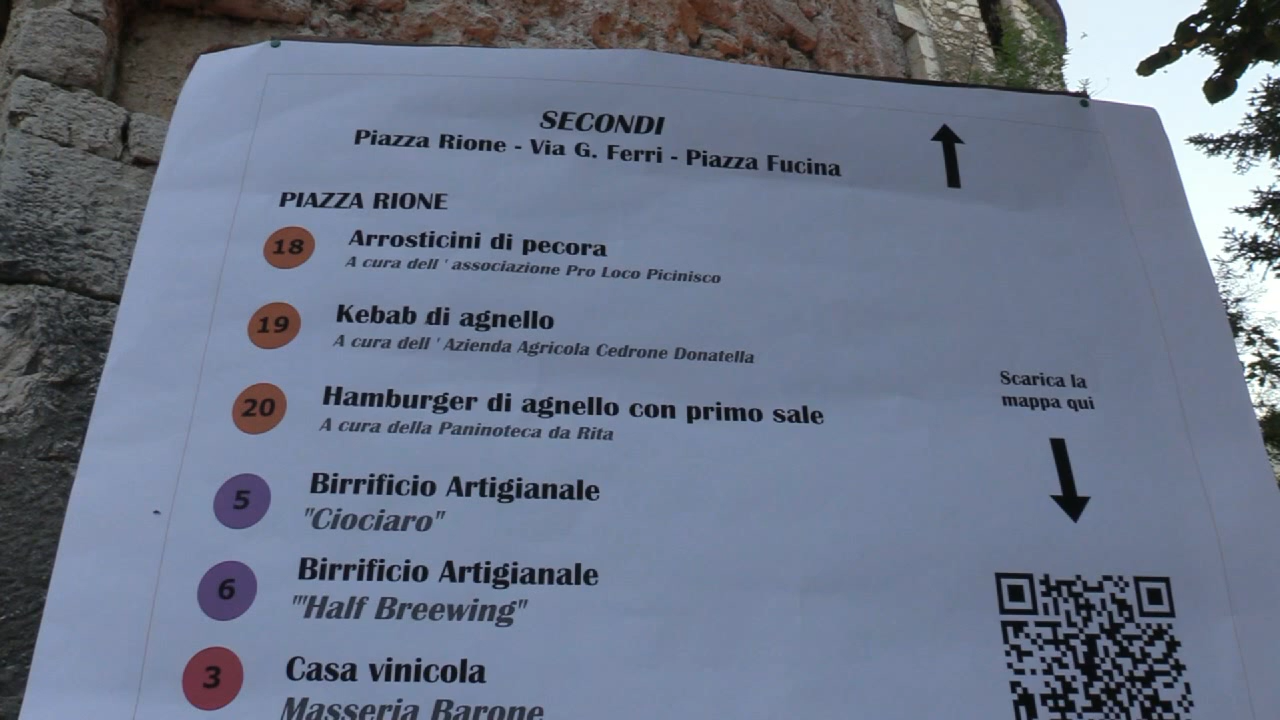 SECONDI
Piazza Rione - Via G. Ferri - Piazza Fucina
PIAZZA RIONE
18 Arrosticini di pecora
A cura dell ' associazione Pro Loco Picinisco
19 Kebab di agnello
A cura dell ' Azienda Agricola Cedrone Donatella
20 Hamburger di agnello con primo sale
A cura della Paninoteca da Rita
Scarica la
mappa qui
5 Birrificio Artigianale
"Ciociaro"
6 Birrificio Artigianale
'"Half Breewing"
3 Casa vinicola
Masseria Barone